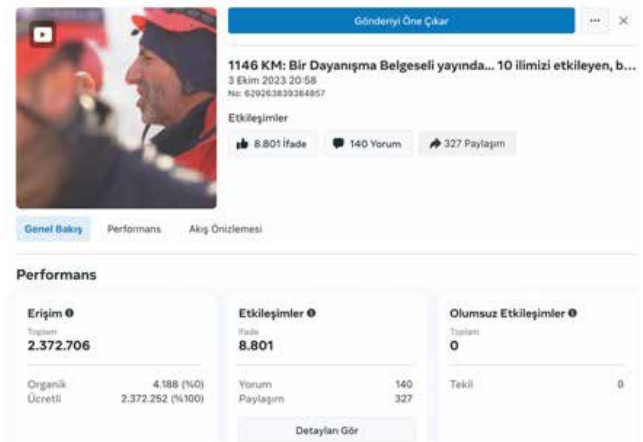 Gönderiyi Öne Çıkar
1146 KM: Bir Dayanışma Belgeseli yayında... 10 ilimizi etkileyen, b...
3 Ekim 2023 20:58
No: 629263839384857
Etkileşimler
8.801 İfade 140 Yorum 327 Paylaşım
Genel Bakış Performans Akış Önizlemesi
Performans
Erişim
Toplam
2.372.706
Organik 4.188 (%0)
Ücretli 2.372.252 (%100)
Etkileşimler
İfade
8.801
Yorum 140
Paylaşım 327
Detayları Gör
Olumsuz Etkileşimler
Toplam
0
Tekil 0